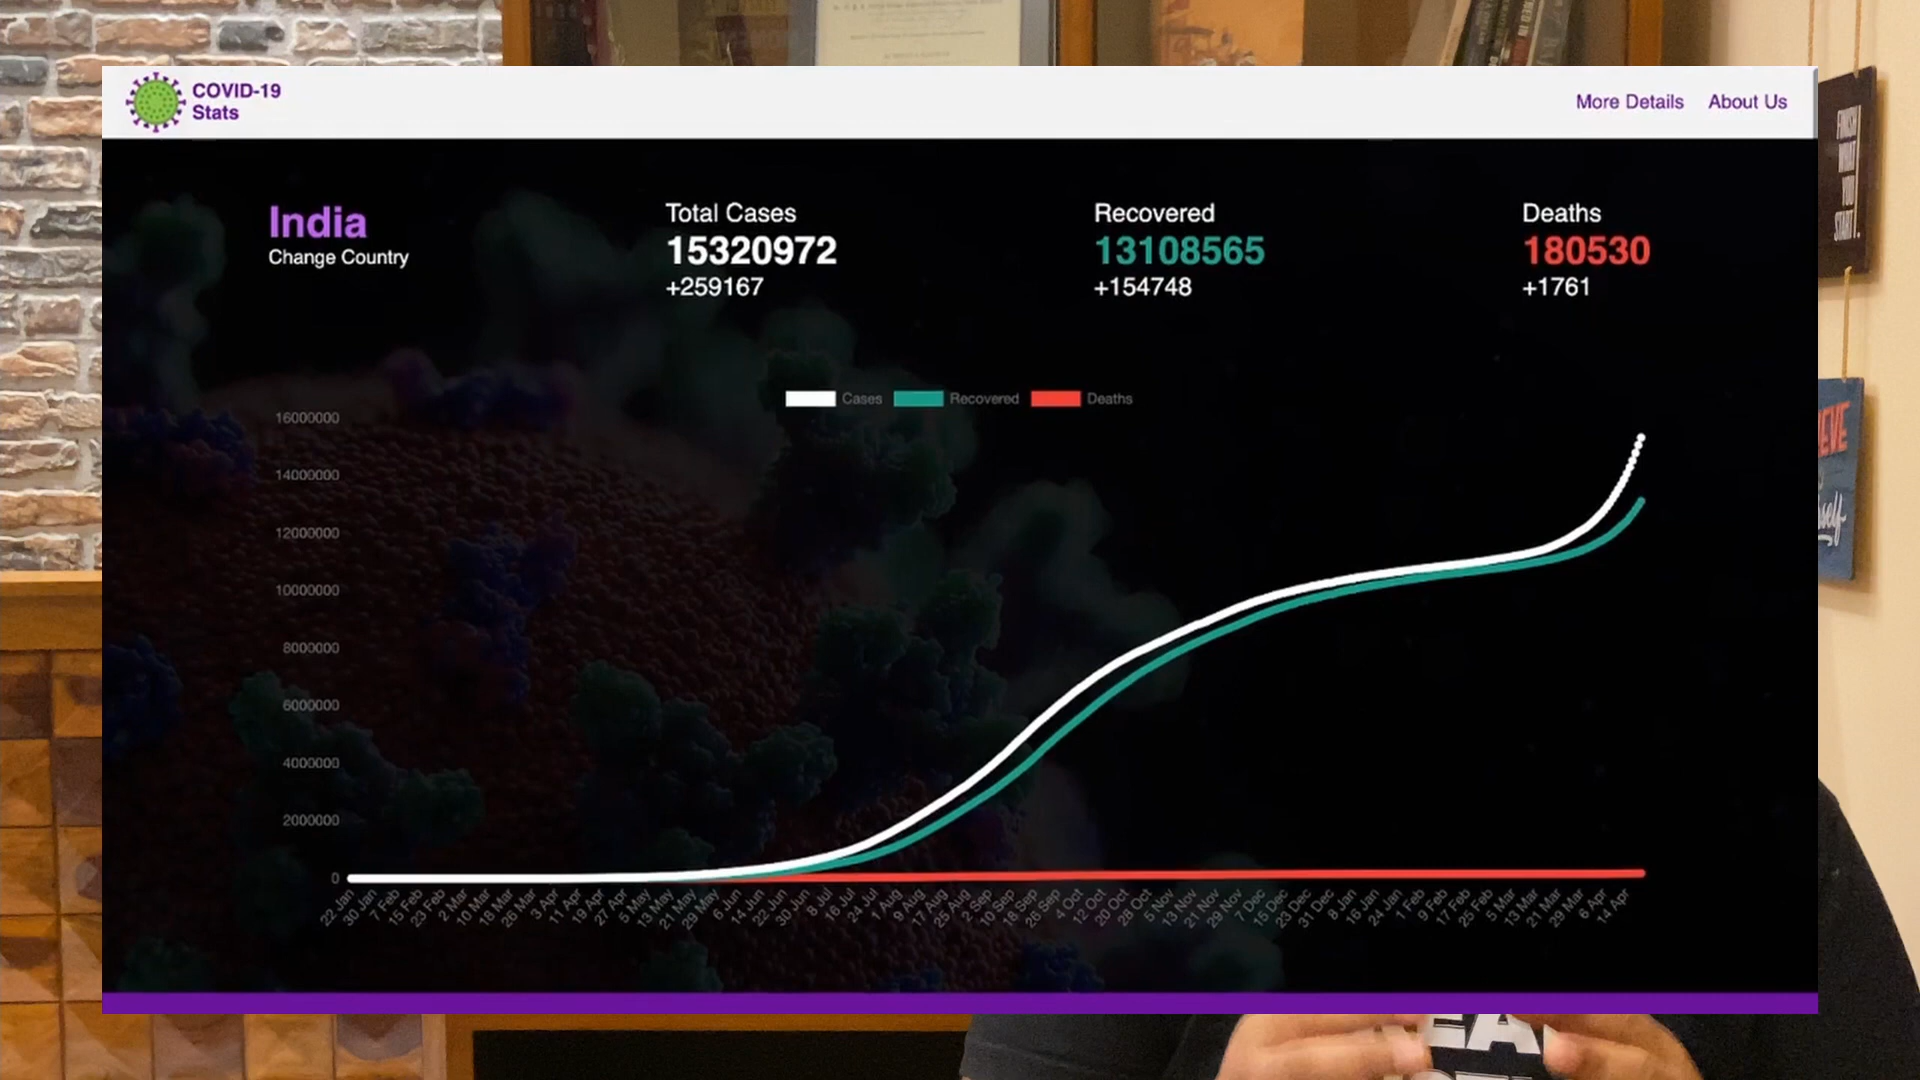 COVID-19
Stats
More Details
About Us
India
Change Country
Total Cases
15320972
+259167
Recovered
13108565
+154748
Deaths
180530
+1761
Cases
Recovered
Deaths
16000000
14000000
12000000
10000000
8000000
6000000
4000000
2000000
0
22 Jan
30 Jan
7 Feb
15 Feb
23 Feb
2 Mar
10 Mar
18 Mar
26 Mar
3 Apr
11 Apr
19 Apr
27 Apr
5 May
13 May
21 May
29 May
6 Jun
14 Jun
22 Jun
30 Jun
8 Jul
16 Jul
24 Jul
1 Aug
9 Aug
17 Aug
25 Aug
2 Sep
10 Sep
18 Sep
26 Sep
4 Oct
12 Oct
20 Oct
28 Oct
5 Nov
13 Nov
21 Nov
29 Nov
7 Dec
15 Dec
23 Dec
31 Dec
8 Jan
16 Jan
24 Jan
1 Feb
9 Feb
17 Feb
25 Feb
5 Mar
13 Mar
21 Mar
29 Mar
6 Apr
14 Apr
FINISH
WHAT
YOU
START.